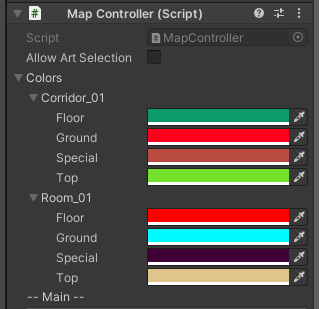 Map Controller (Script)
Script
MapController
Allow Art Selection
Colors
Corridor_01
Floor
Ground
Special
Top
Room_01
Floor
Ground
Special
Top
-- Main --